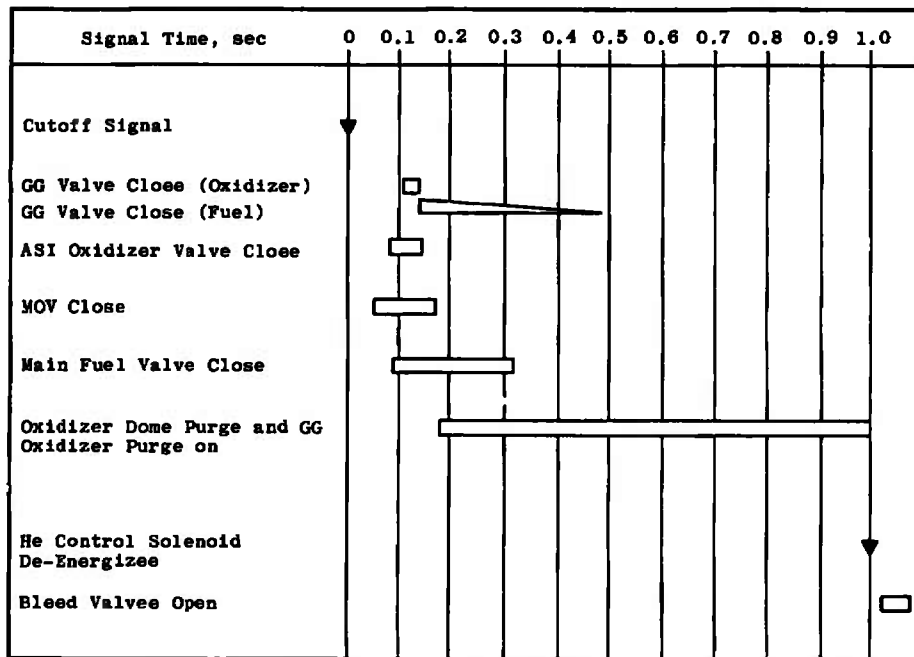 Signal Time, sec 0 0.1 0.2 0.3 0.4 0.5 0.6 0.7 0.8 0.9 1.0
Cutoff Signal
GG Valve Cloee (Oxidizer)
GG Valve Close (Fuel)
ASI Oxidizer Valve Cloee
MOV Close
Main Fuel Valve Close
Oxidizer Dome Purge and GG
Oxidizer Purge on
He Control Solenoid
De-Energizee
Bleed Valvee Open